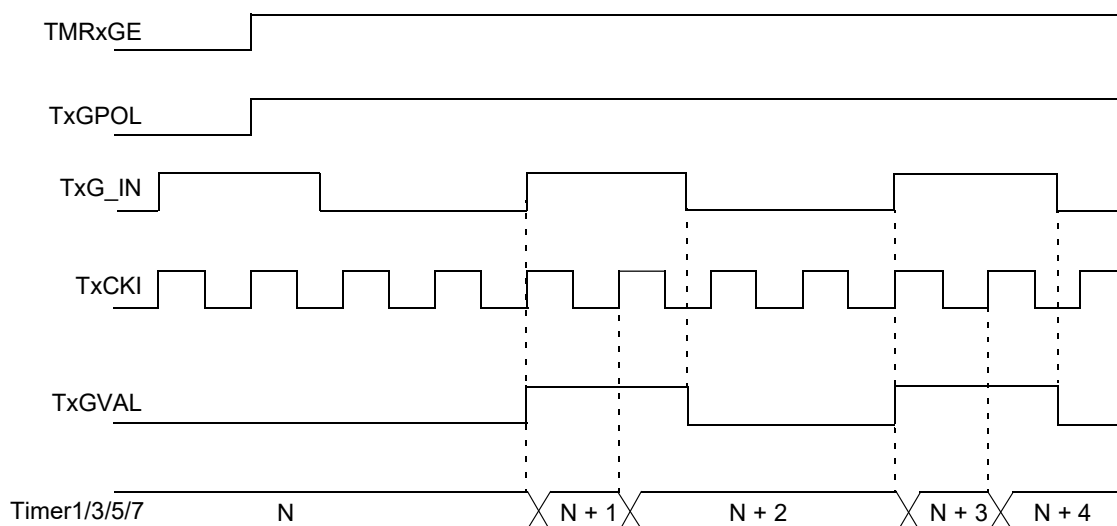 TMRxGE
TxGPOL
TxG_IN
TxCKI
TxGVAL
Timer1/3/5/7 N N + 1 N + 2 N + 3 N + 4